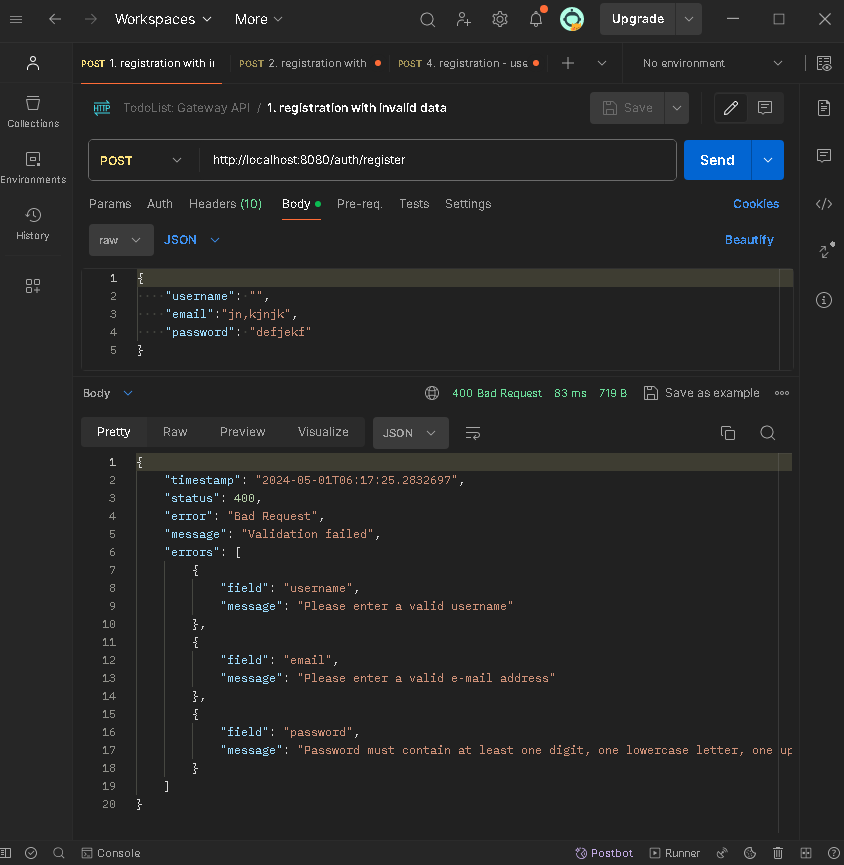 Workspaces More Upgrade
POST 1. registration with POST 2. registration with POST 4. registration - use No environment
HTTP TodoList: Gateway API / 1. registration with invalid data Save
Collections
Environments
History
POST http://localhost:8080/auth/register Send
Params Auth Headers (10) Body Pre-req. Tests Settings Cookies
raw JSON Beautify
1 {
2 "username": "",
3 "email":"jn,kjnjk",
4 "password": "defjekf"
5 }
Body 400 Bad Request 83 ms 719 B Save as example
Pretty Raw Preview Visualize JSON
1 {
2 "timestamp": "2024-05-01T06:17:25.2832697",
3 "status": 400,
4 "error": "Bad Request",
5 "message": "Validation failed",
6 "errors": [
7 {
8 "field": "username",
9 "message": "Please enter a valid username"
10 },
11 {
12 "field": "email",
13 "message": "Please enter a valid e-mail address"
14 },
15 {
16 "field": "password",
17 "message": "Password must contain at least one digit, one lowercase letter, one up
18 }
19 ]
20 }
Console Postbot Runner